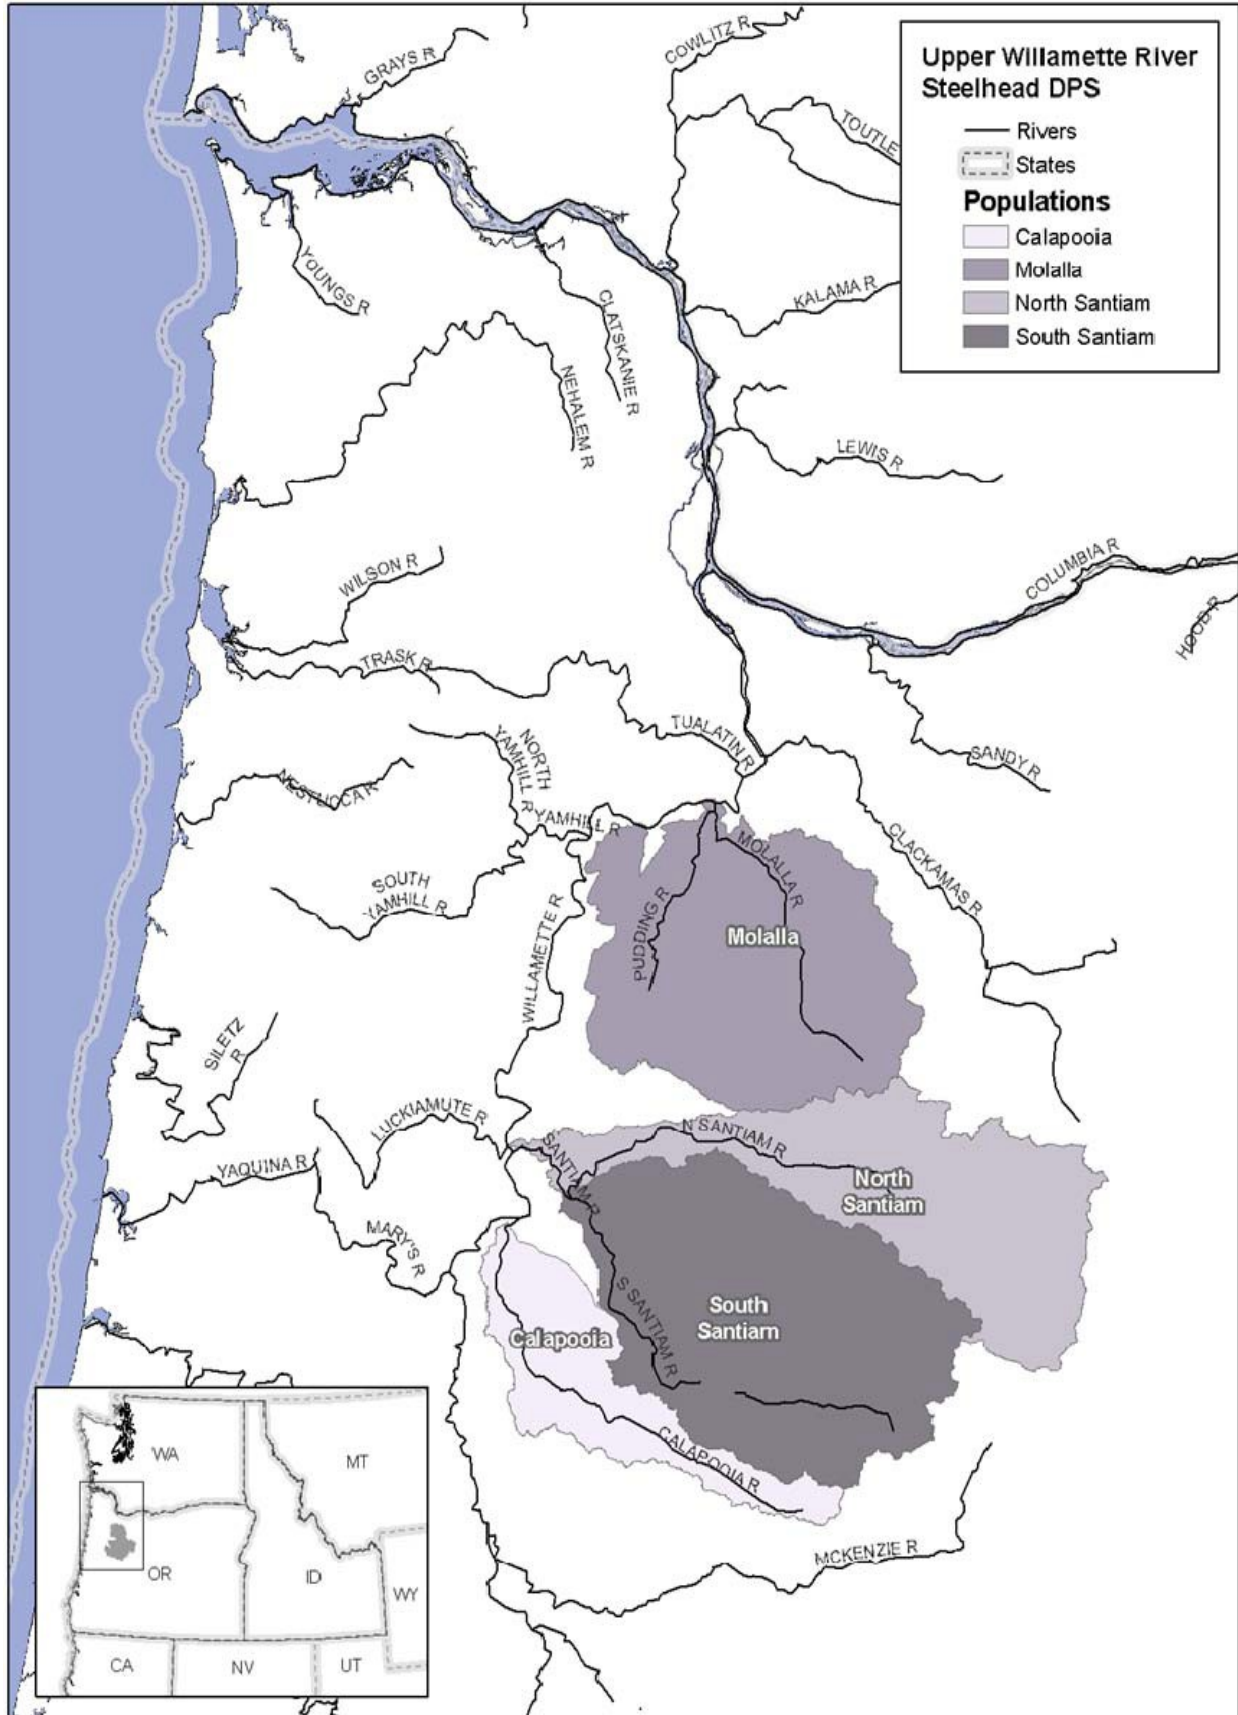 Upper Willamette River
Steelhead DPS
Rivers
States
Populations
Calapooia
Molalla
North Santiam
South Santiam
GRAYS R
COWLITZ R
TOUTLE
YOUNGS R
CLATSKANIE R
KALAMA R
NEHALEM R
LEWIS R
WILSON R
COLUMBIA R
HOOD R
TRASK R
TUALATIN R
SANDY R
NORTH
YAMHILL R
NESTUCCA R
YAMHILL R
MOLALLA R
CLACKAMAS R
SOUTH
YAMHILL R
PUDDING R
WILLAMETTE R
Molalla
SILETZ
R
LUCKIAMUTE R
N SANTIAM R
SANTIAM R
YAQUINA R
North
Santiam
MARY'S R
S SANTIAM R
South
Santiam
Calapooia
CALAPOOIA R
MCKENZIE R
WA
MT
OR
ID
WY
CA
NV
UT